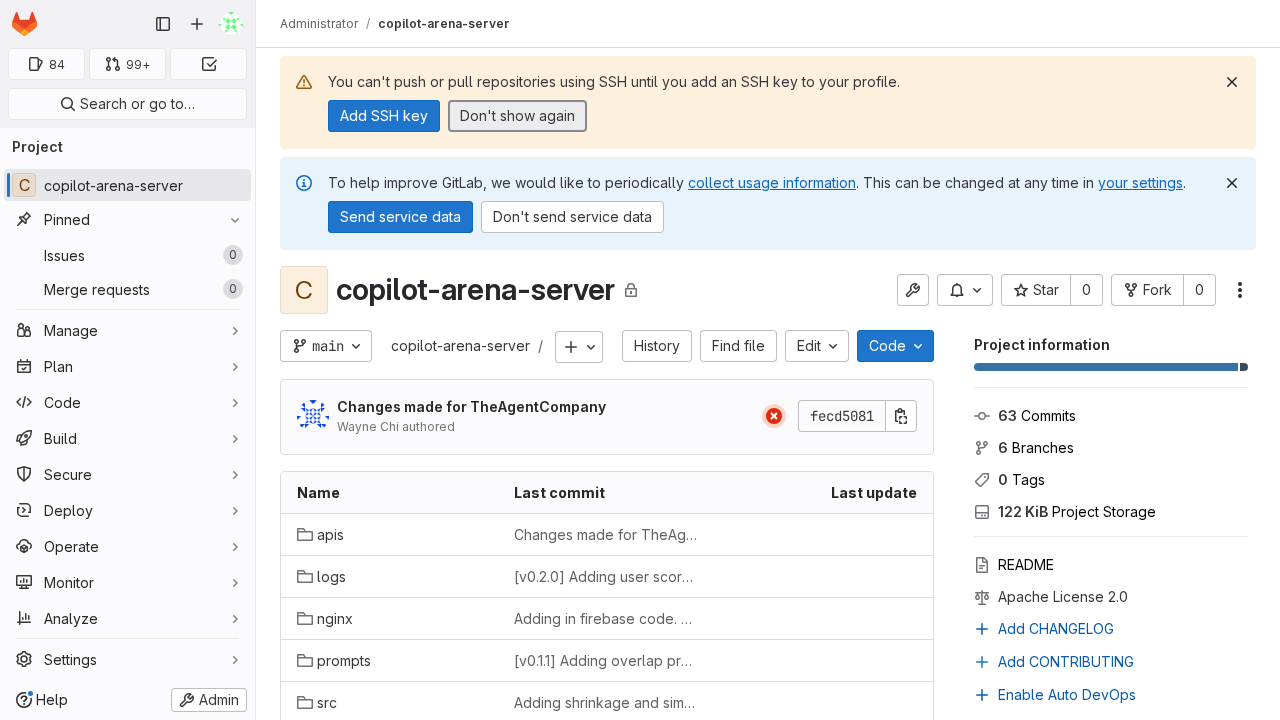 84
99+
Search or go to…
Project
C copilot-arena-server
Pinned
Issues 0
Merge requests 0
Manage
Plan
Code
Build
Secure
Deploy
Operate
Monitor
Analyze
Settings
Help
Admin
Administrator / copilot-arena-server
You can't push or pull repositories using SSH until you add an SSH key to your profile.
Add SSH key Don't show again
To help improve GitLab, we would like to periodically collect usage information. This can be changed at any time in your settings.
Send service data Don't send service data
C copilot-arena-server
Star 0 Fork 0
main copilot-arena-server / History Find file Edit Code
Changes made for TheAgentCompany
Wayne Chi authored
fecd5081
Name Last commit Last update
apis Changes made for TheAg…
logs [v0.2.0] Adding user scor…
nginx Adding in firebase code. …
prompts [v0.1.1] Adding overlap pr…
src Adding shrinkage and sim…
Project information
63 Commits
6 Branches
0 Tags
122 KiB Project Storage
README
Apache License 2.0
Add CHANGELOG
Add CONTRIBUTING
Enable Auto DevOps